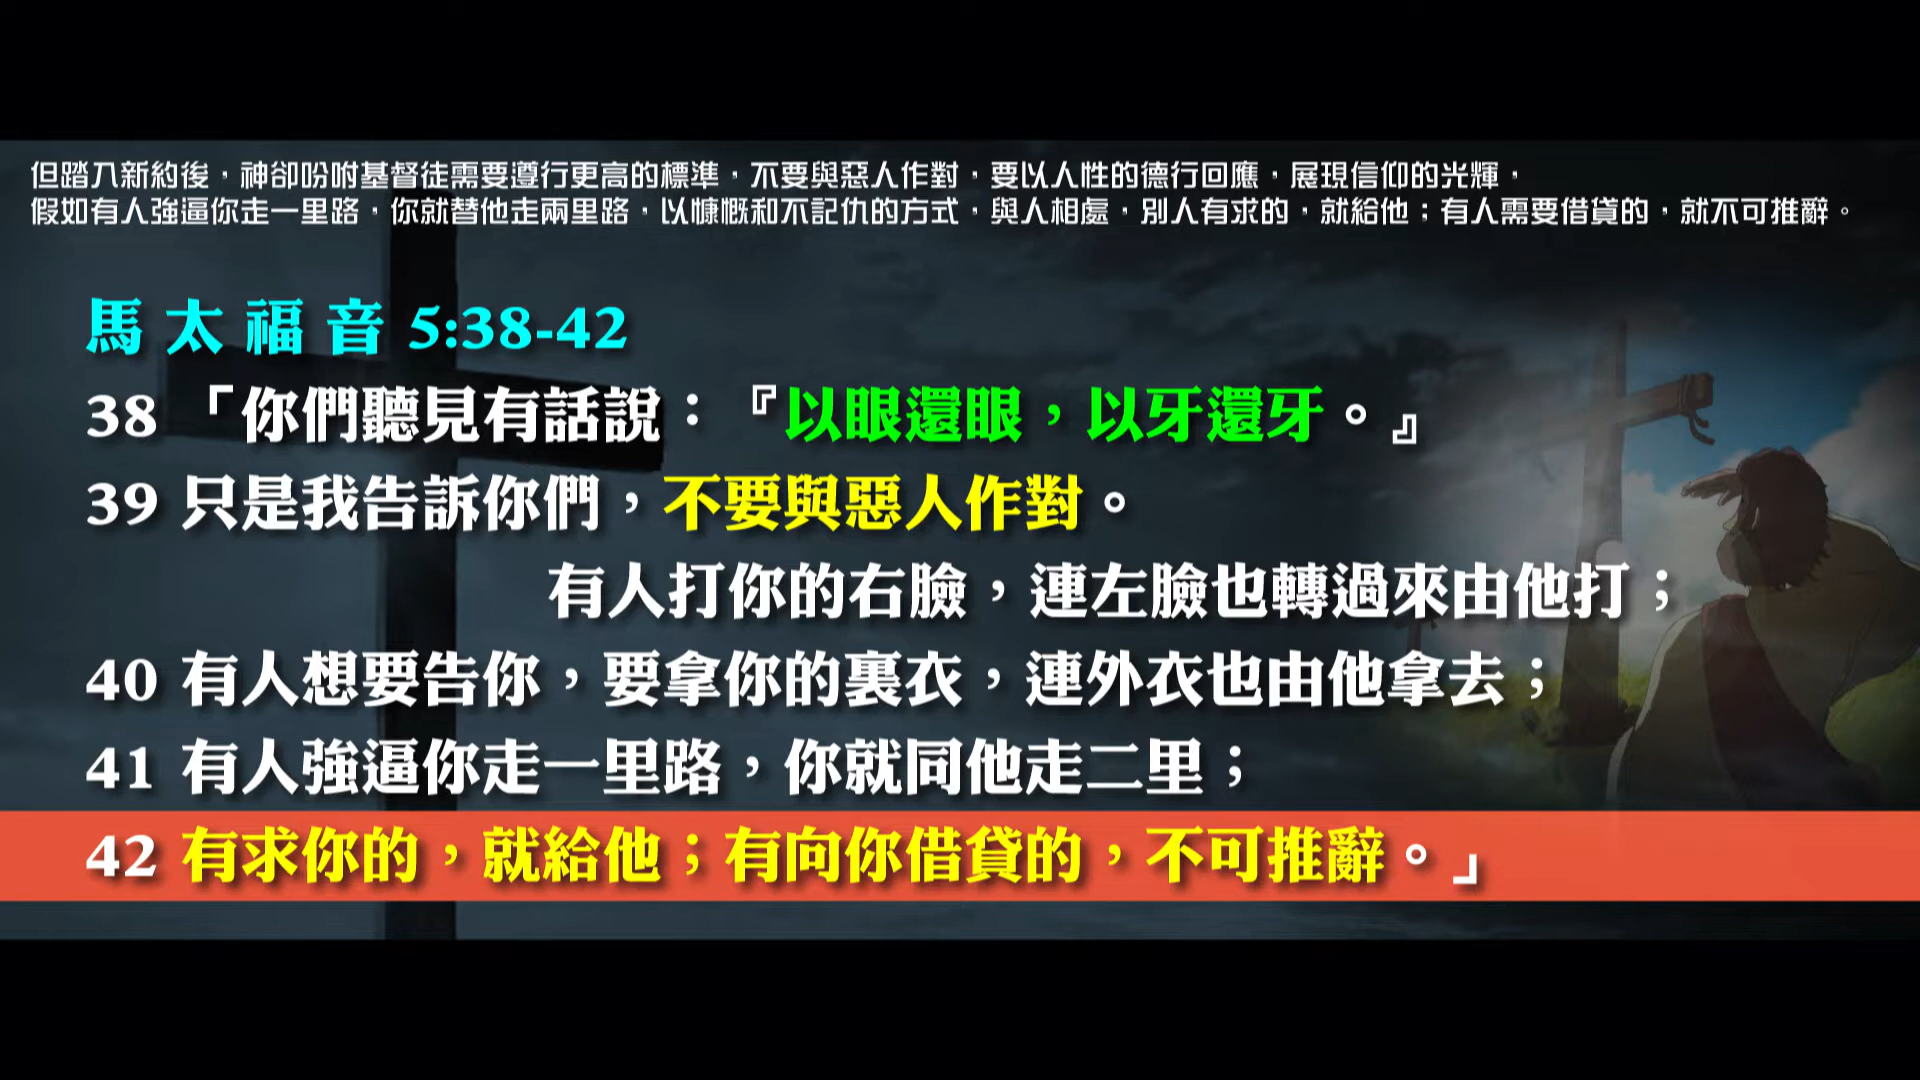 但踏入新約後，神卻吩咐基督徒需要遵行更高的標準，不要與惡人作對，要以人性的德行回應，展現信仰的光輝，
假如有人強逼你走一里路，你就替他走兩里路，以慷慨和不記仇的方式，與人相處，別人有求的，就給他；有人需要借貸的，就不可推辭。
馬太福音 5:38-42
38 「你們聽見有話說：『以眼還眼，以牙還牙。』
39 只是我告訴你們，不要與惡人作對。
有人打你的右臉，連左臉也轉過來由他打；
40 有人想要告你，要拿你的裏衣，連外衣也由他拿去；
41 有人強逼你走一里路，你就同他走二里；
42 有求你的，就給他；有向你借貸的，不可推辭。」